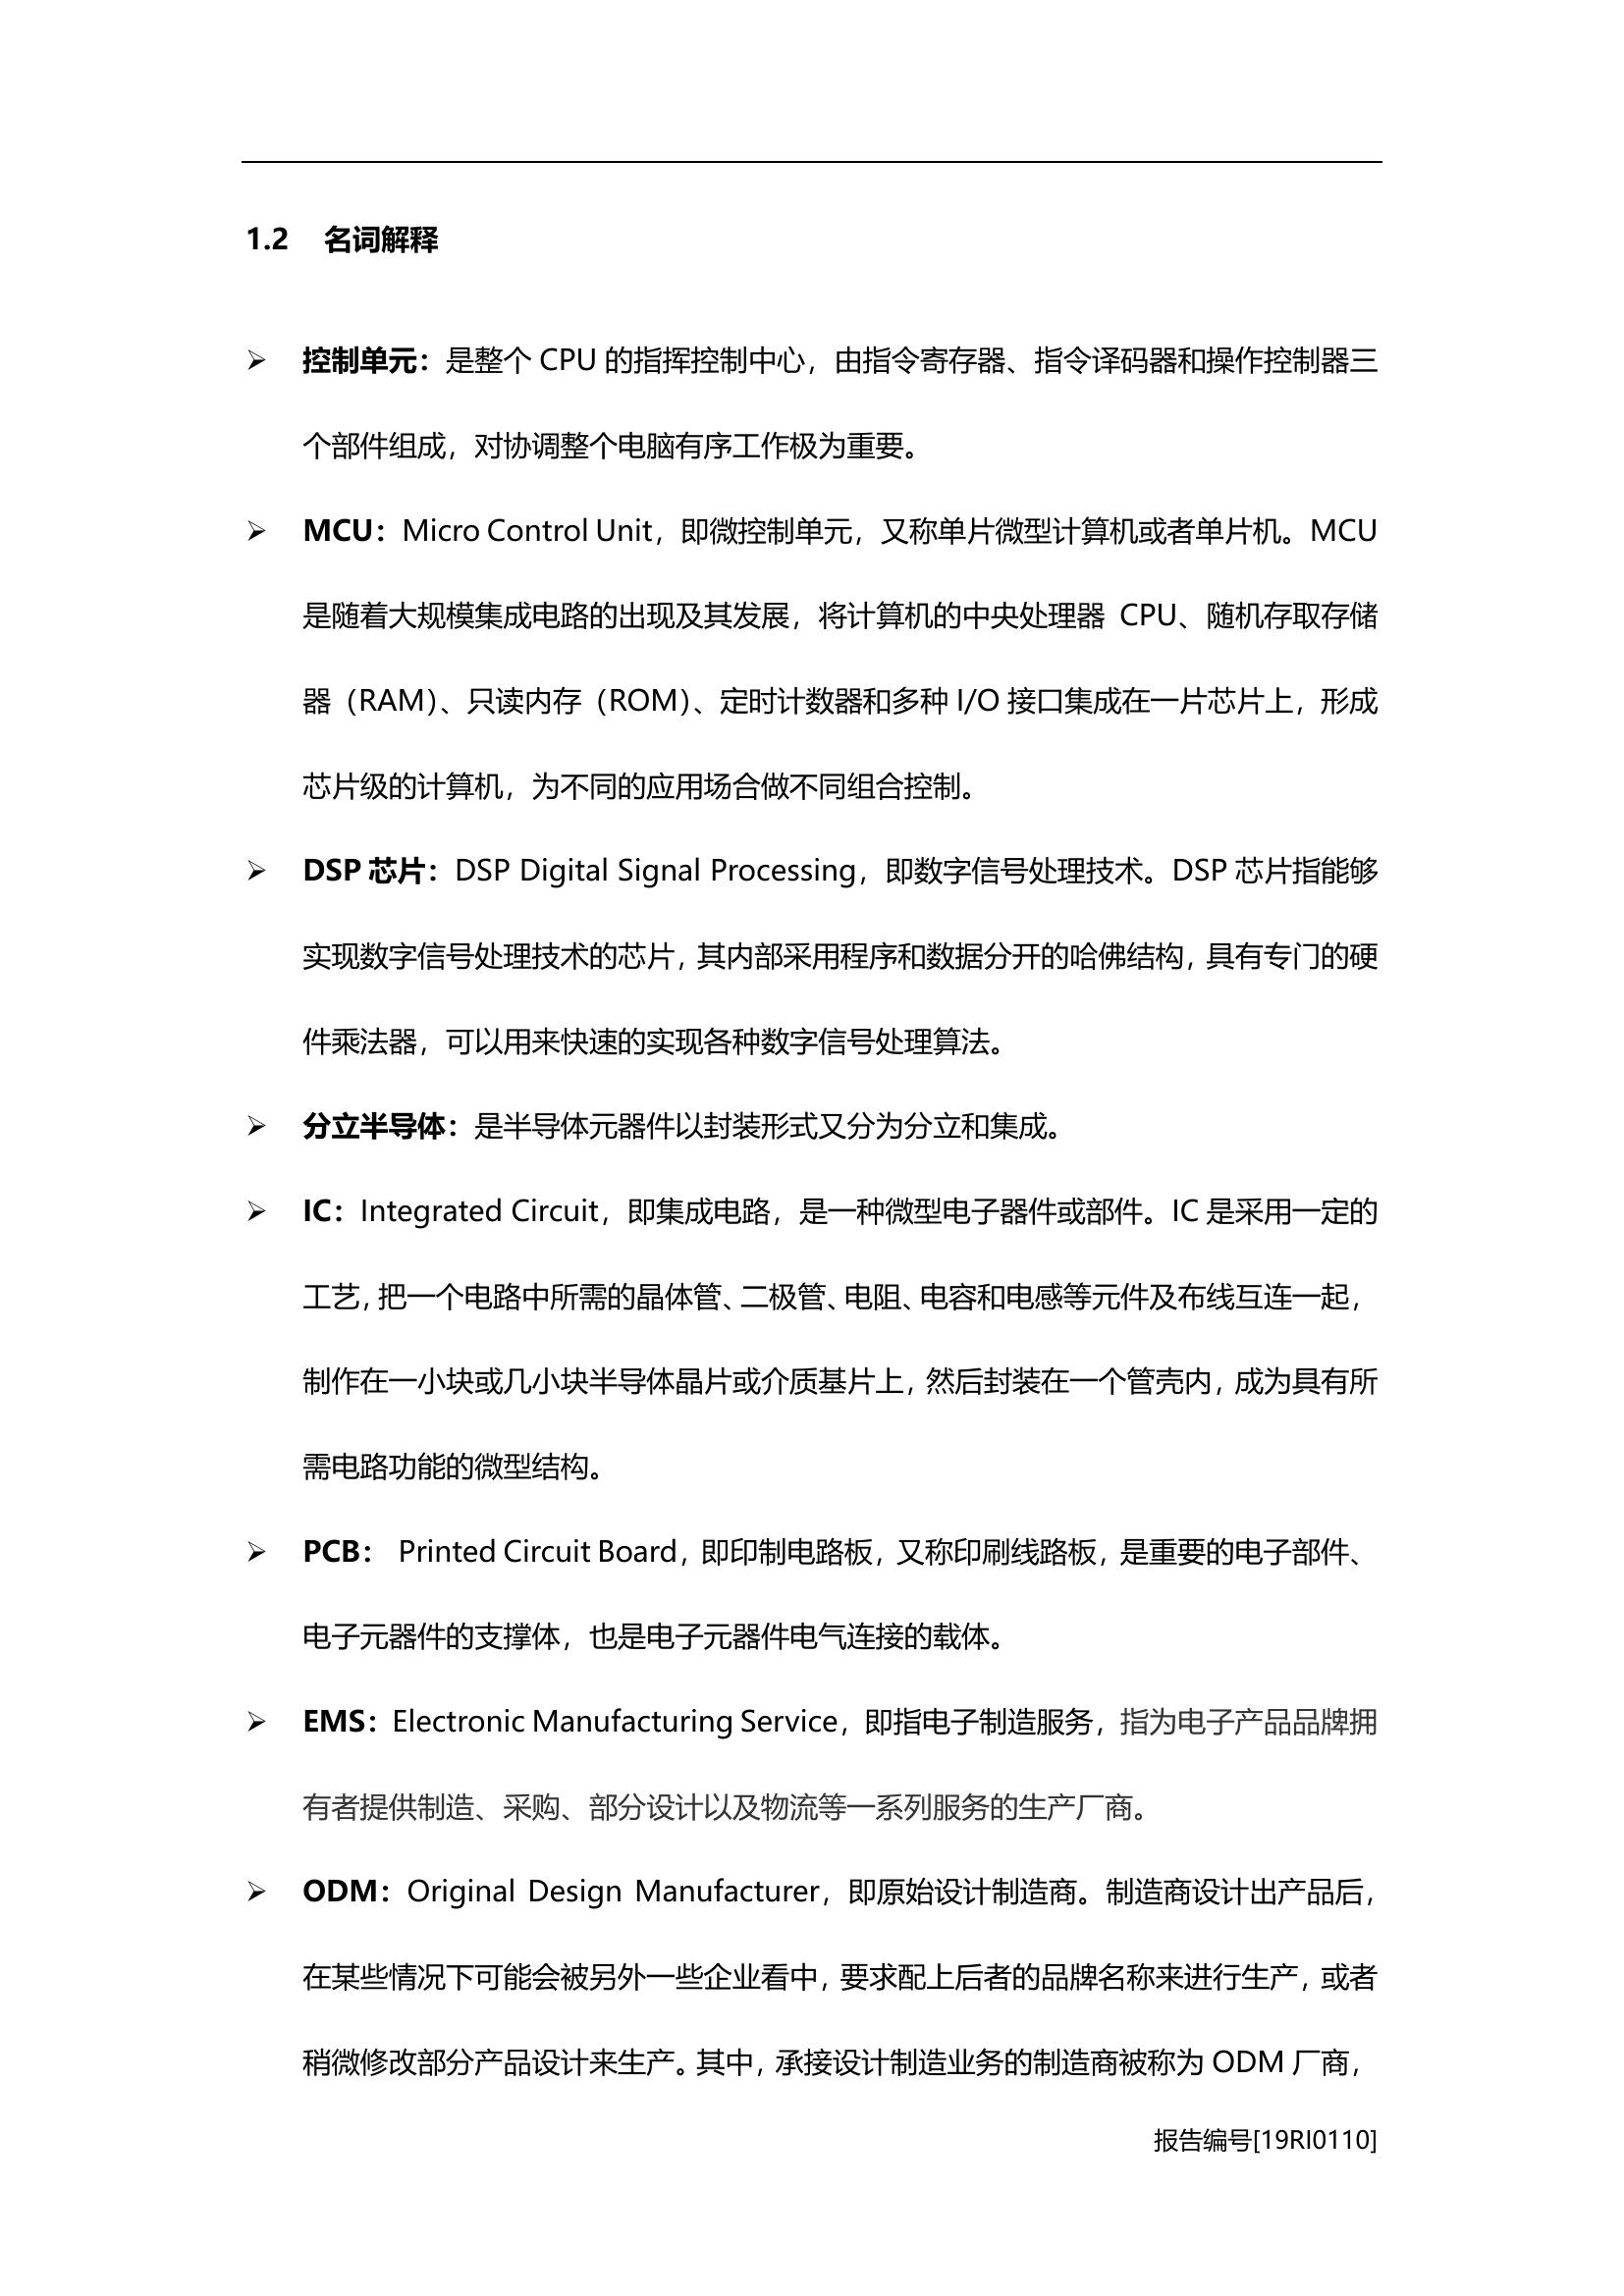 1.2 名词解释
➢ 控制单元：是整个 CPU 的指挥控制中心，由指令寄存器、指令译码器和操作控制器三
个部件组成，对协调整个电脑有序工作极为重要。
➢ MCU：Micro Control Unit，即微控制单元，又称单片微型计算机或者单片机。MCU
是随着大规模集成电路的出现及其发展，将计算机的中央处理器 CPU、随机存取存储
器（RAM）、只读内存（ROM）、定时计数器和多种 I/O 接口集成在一片芯片上，形成
芯片级的计算机，为不同的应用场合做不同组合控制。
➢ DSP 芯片：DSP Digital Signal Processing，即数字信号处理技术。DSP 芯片指能够
实现数字信号处理技术的芯片，其内部采用程序和数据分开的哈佛结构，具有专门的硬
件乘法器，可以用来快速的实现各种数字信号处理算法。
➢ 分立半导体：是半导体元器件以封装形式又分为分立和集成。
➢ IC：Integrated Circuit，即集成电路，是一种微型电子器件或部件。IC 是采用一定的
工艺，把一个电路中所需的晶体管、二极管、电阻、电容和电感等元件及布线互连一起，
制作在一小块或几小块半导体晶片或介质基片上，然后封装在一个管壳内，成为具有所
需电路功能的微型结构。
➢ PCB： Printed Circuit Board，即印制电路板，又称印刷线路板，是重要的电子部件、
电子元器件的支撑体，也是电子元器件电气连接的载体。
➢ EMS：Electronic Manufacturing Service，即指电子制造服务，指为电子产品品牌拥
有者提供制造、采购、部分设计以及物流等一系列服务的生产厂商。
➢ ODM：Original Design Manufacturer，即原始设计制造商。制造商设计出产品后，
在某些情况下可能会被另外一些企业看中，要求配上后者的品牌名称来进行生产，或者
稍微修改部分产品设计来生产。其中，承接设计制造业务的制造商被称为 ODM 厂商，
报告编号[19RI0110]